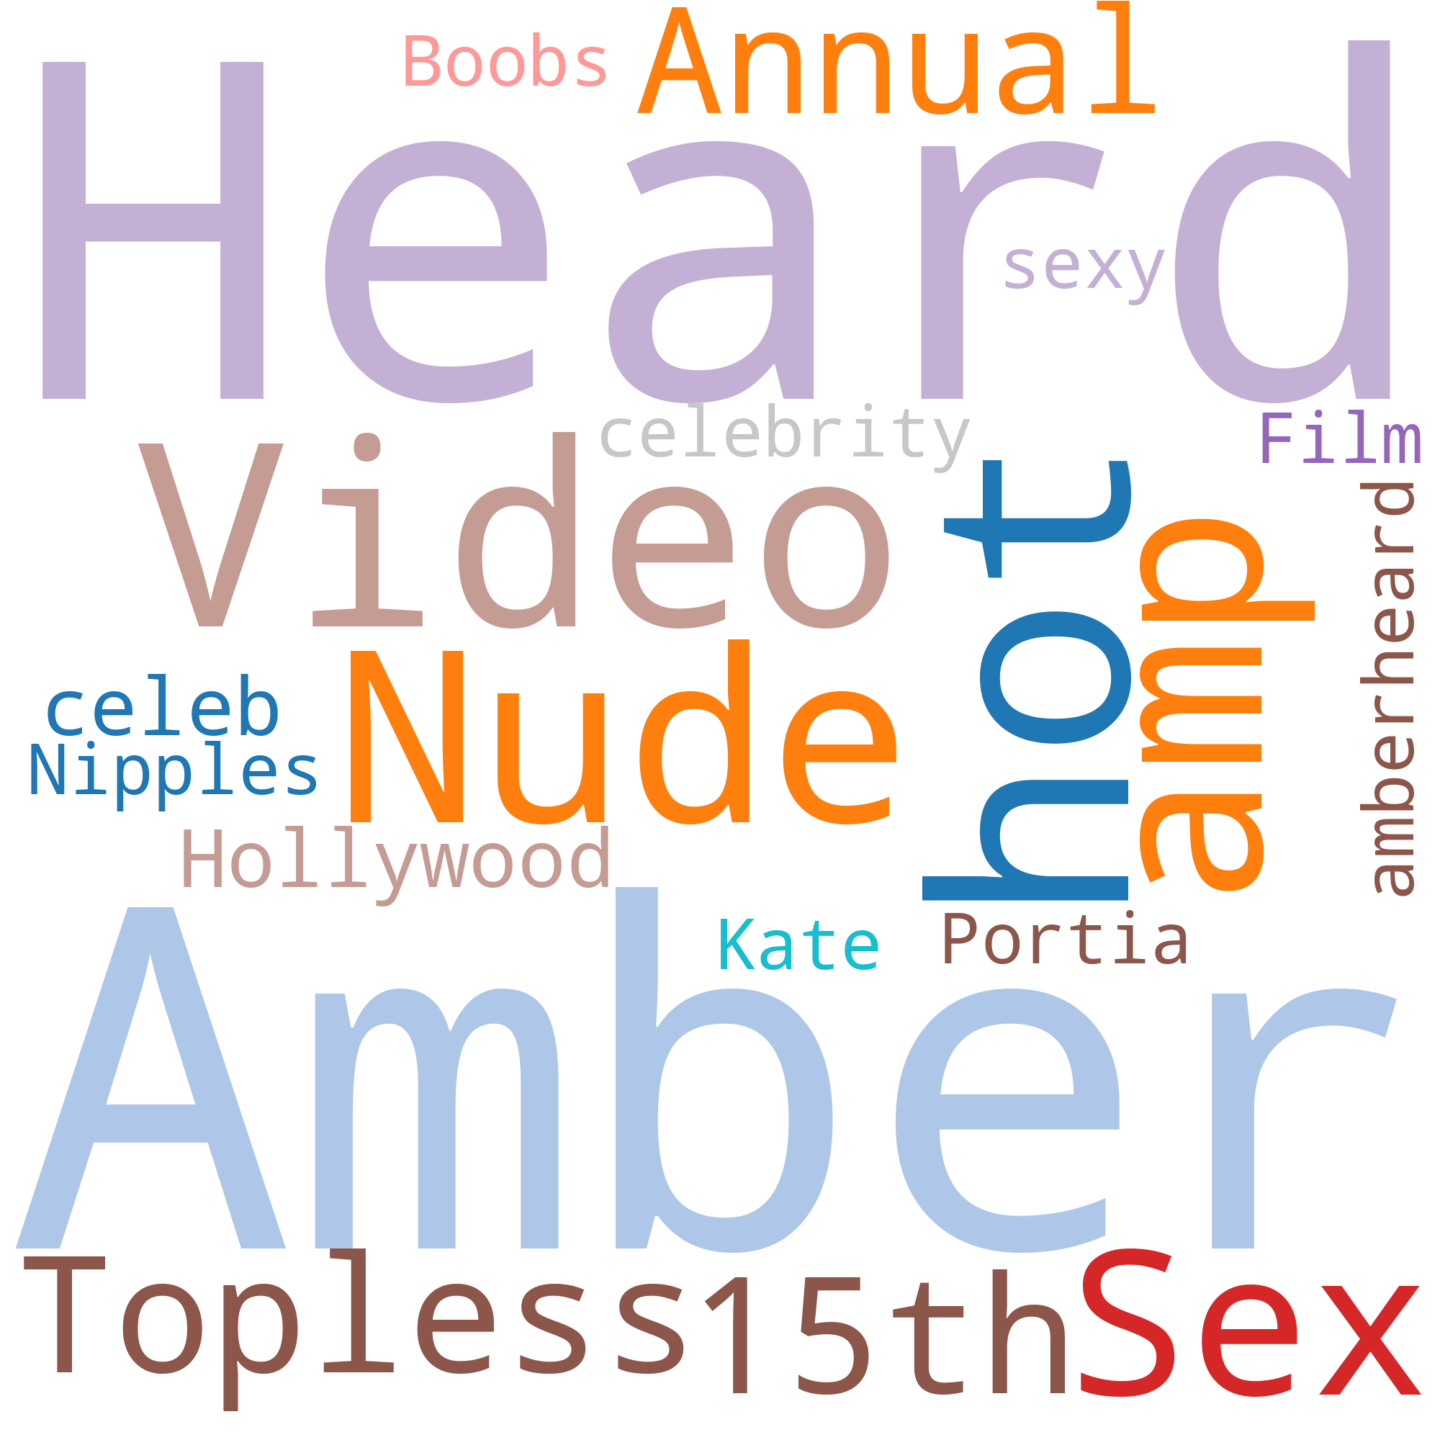 Boobs
Annual
Heard
sexy
celebrity
Film
Video
hot
amp
amberheard
Nude
celeb
Nipples
Hollywood
Kate
Portia
Amber
Topless
15th
Sex